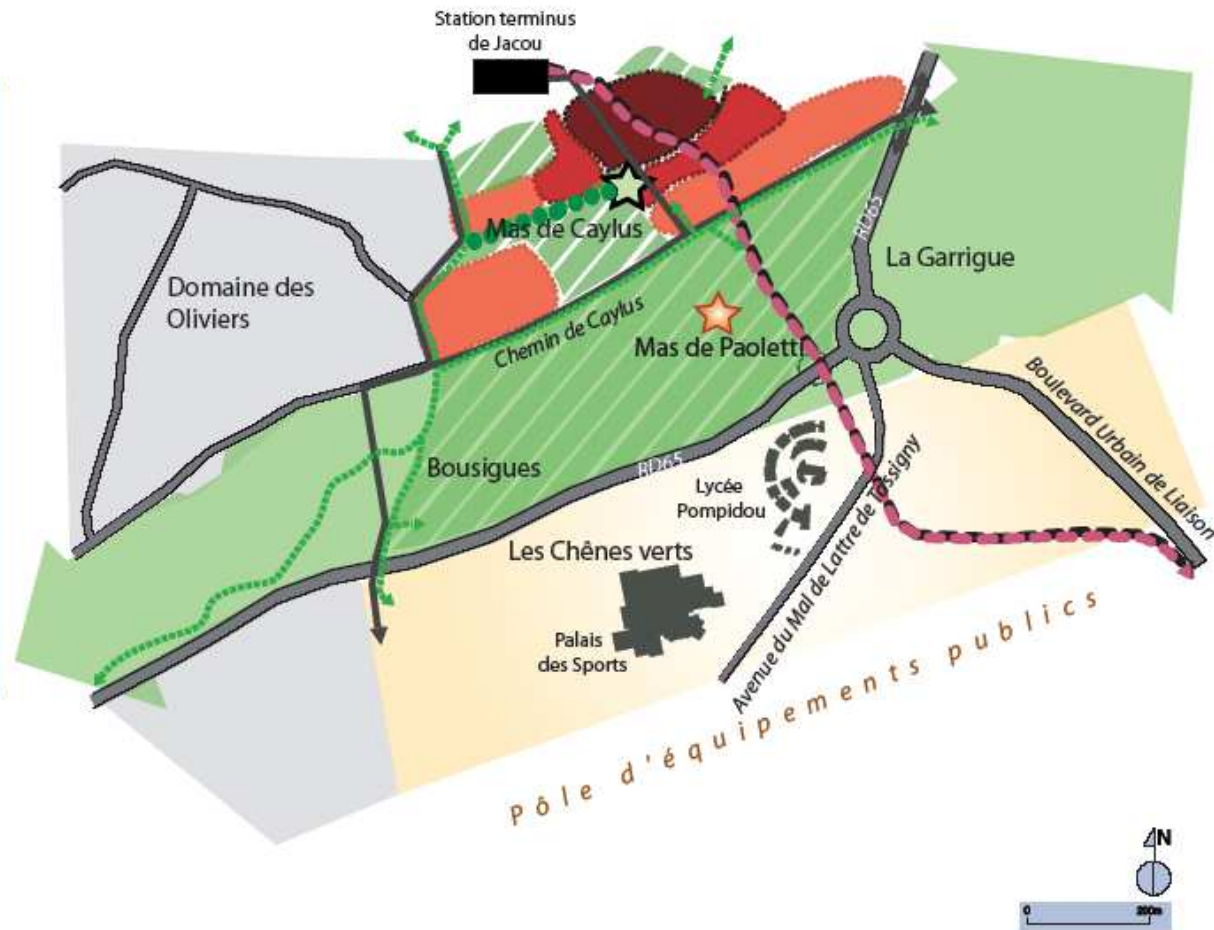 Station terminus
de Jacou
Mas de Caylus
RD65
La Garrigue
Domaine des
Oliviers
Chemin de Caylus
Mas de Paoletti
Boulevard Urbain de Liaison
Bousigues
RD65
Lycée
Pompidou
Avenue du Mal de Lattre de Tassigny
Les Chênes verts
Palais
des Sports
Pôle d'équipements publics
N
0
200m